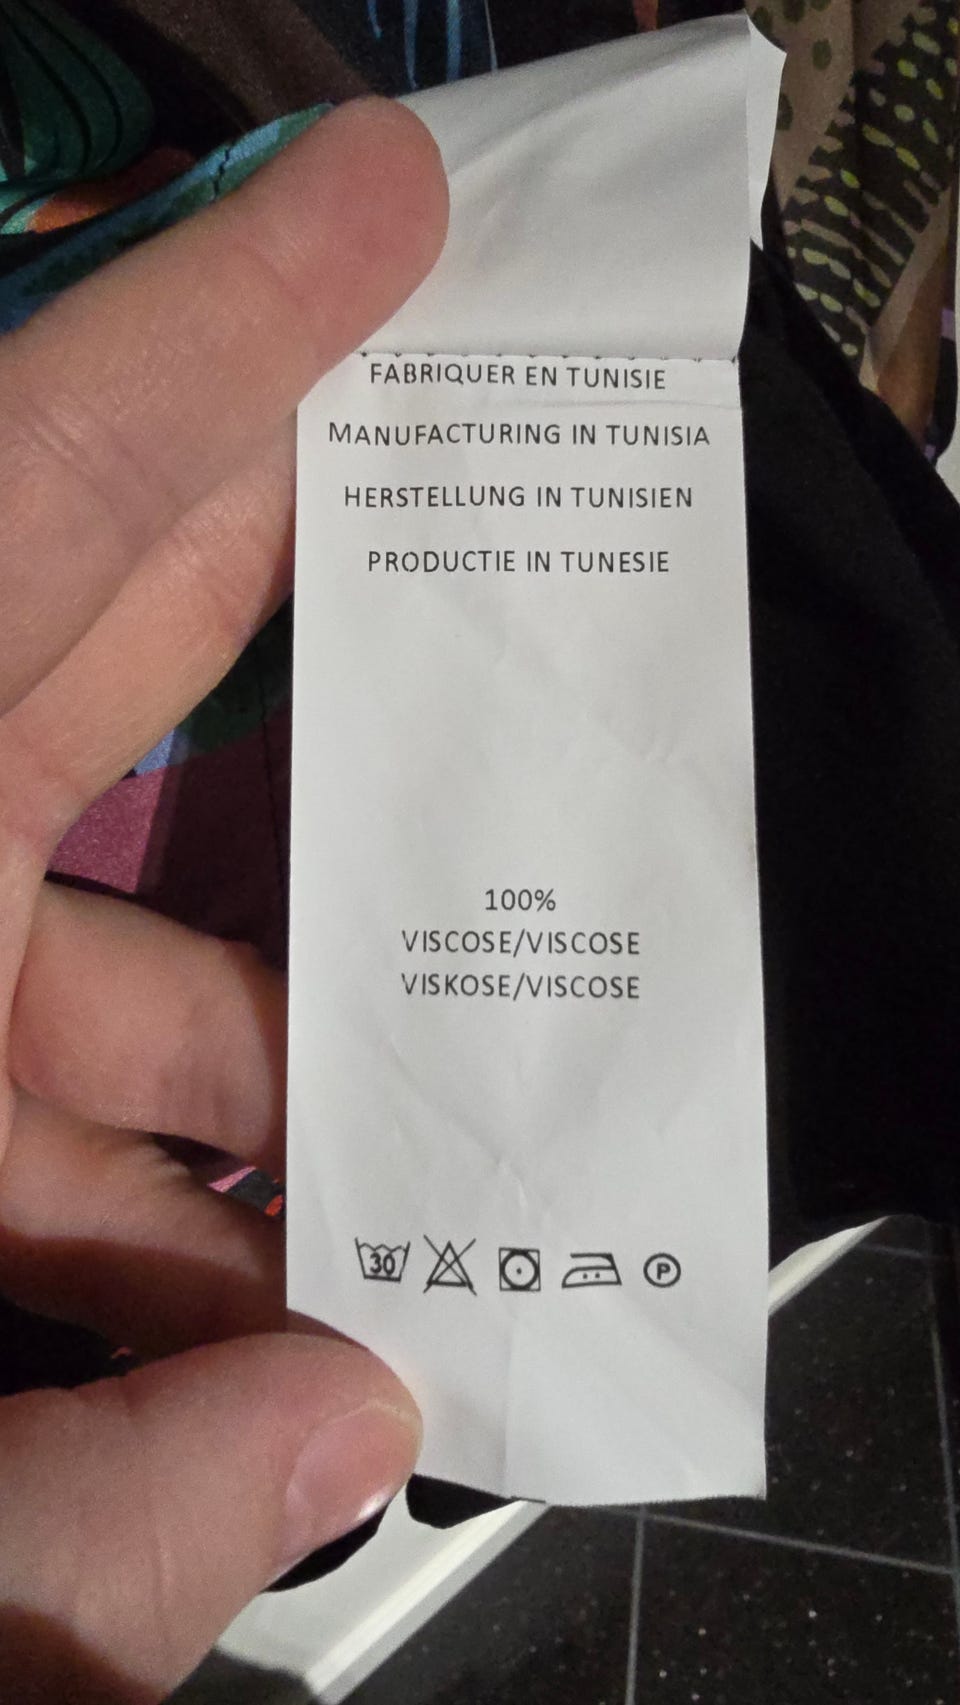 FABRIQUER EN TUNISIE
MANUFACTURING IN TUNISIA
HERSTELLUNG IN TUNISIEN
PRODUCTIE IN TUNESIE
100%
VISCOSE/VISCOSE
VISKOSE/VISCOSE
30 P